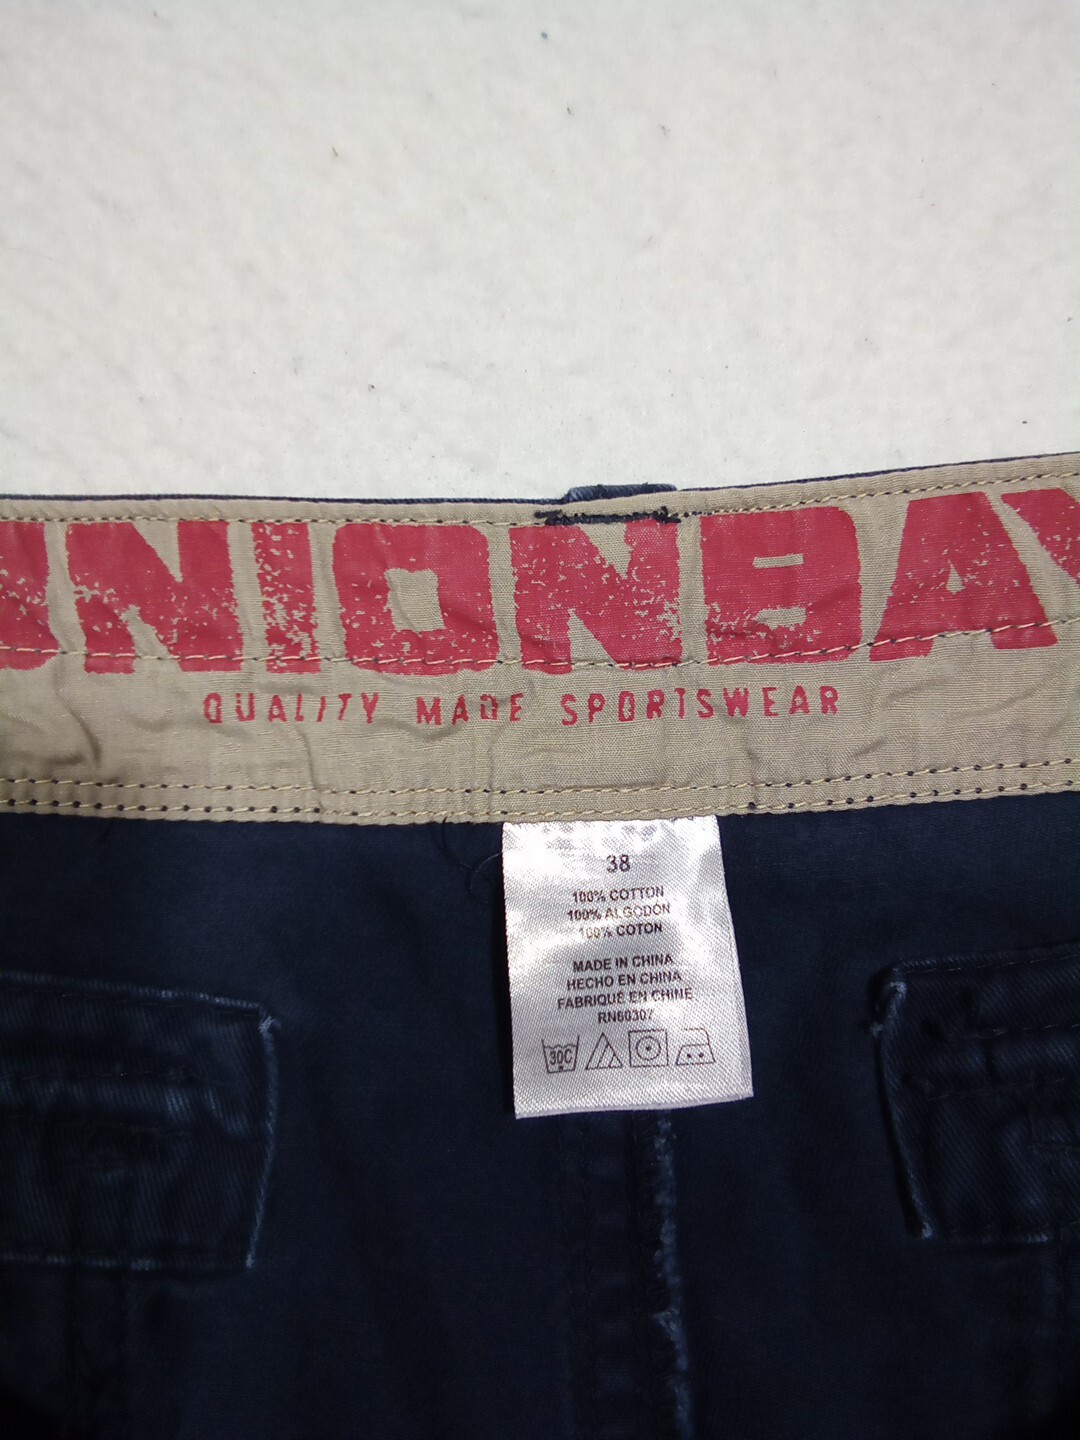 UNIONBAY
QUALITY MADE SPORTSWEAR
38
100% COTTON
100% ALGODÓN
100% COTON
MADE IN CHINA
HECHO EN CHINA
FABRIQUÉ EN CHINE
RN60307
30C